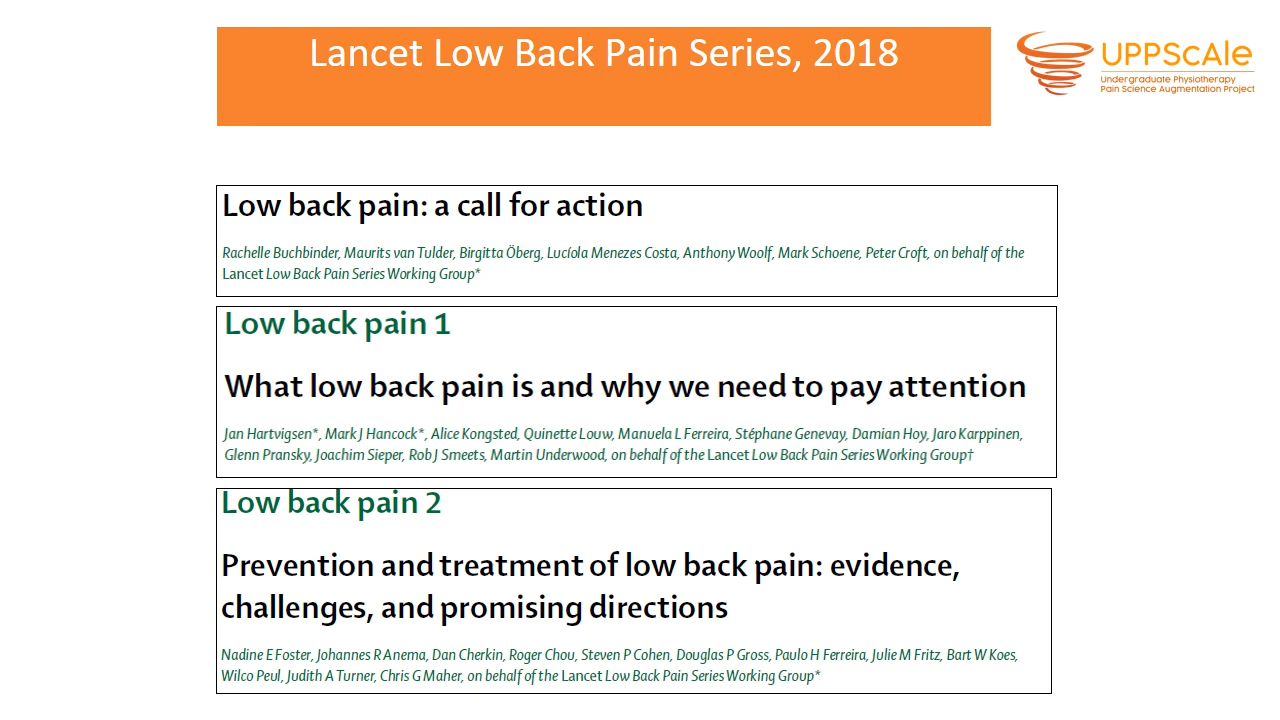 Lancet Low Back Pain Series, 2018
UPPScAle
Undergraduate Physiotherapy
Pain Science Augmentation Project
Low back pain: a call for action
Rachelle Buchbinder, Maurits van Tulder, Birgitta Öberg, Lucíola Menezes Costa, Anthony Woolf, Mark Schoene, Peter Croft, on behalf of the
Lancet Low Back Pain Series Working Group*
Low back pain 1
What low back pain is and why we need to pay attention
Jan Hartvigsen*, Mark J Hancock*, Alice Kongsted, Quinette Louw, Manuela L Ferreira, Stéphane Genevay, Damian Hoy, Jaro Karppinen,
Glenn Pransky, Joachim Sieper, Rob J Smeets, Martin Underwood, on behalf of the Lancet Low Back Pain Series Working Group†
Low back pain 2
Prevention and treatment of low back pain: evidence,
challenges, and promising directions
Nadine E Foster, Johannes R Anema, Dan Cherkin, Roger Chou, Steven P Cohen, Douglas P Gross, Paulo H Ferreira, Julie M Fritz, Bart W Koes,
Wilco Peul, Judith A Turner, Chris G Maher, on behalf of the Lancet Low Back Pain Series Working Group*